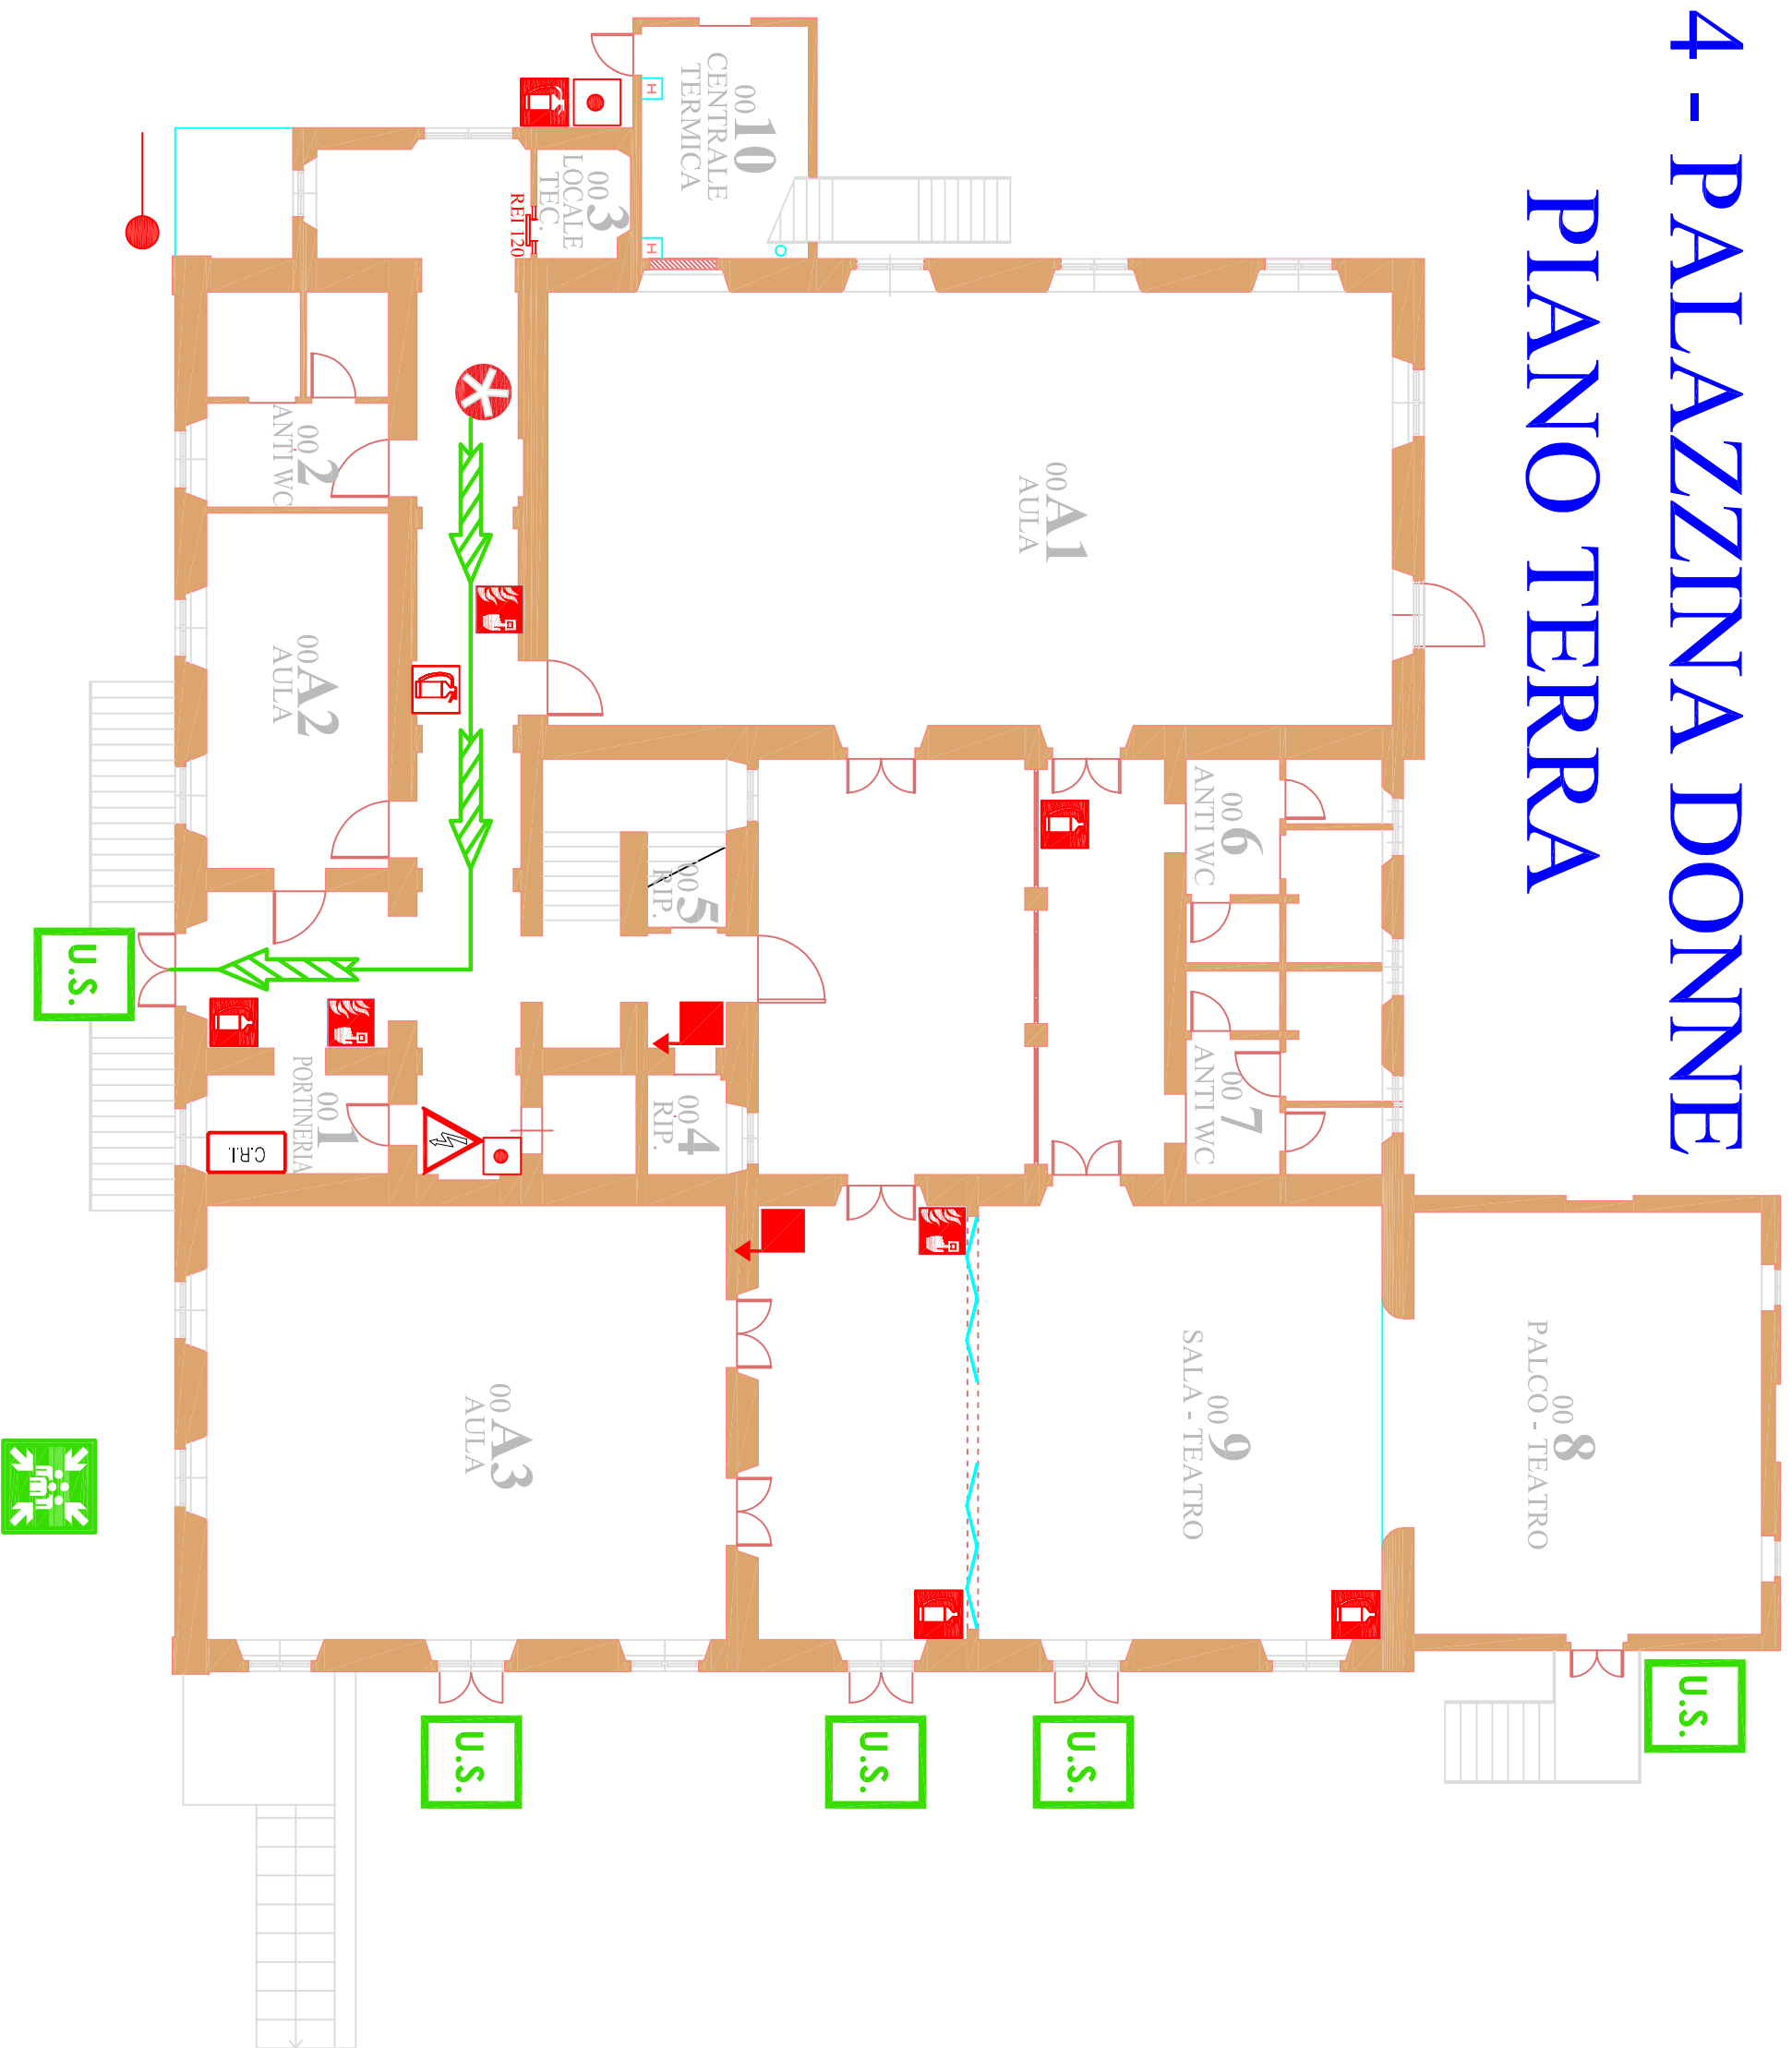 4 - PALAZZINA DONNE
PIANO TERRA
00 8
PALCO - TEATRO
00 10
CENTRALE
TERMICA
00 3
LOCALE
TEC.
REI 120
H
H
00 A1
AULA
00 6
ANTI WC
00 7
ANTI WC
00 9
SALA - TEATRO
00 5
RIP.
00 4
RIP.
00 2
ANTI WC
00 A2
AULA
00 1
PORTINERIA
C.R.I.
00 A3
AULA
U.S.
U.S.
U.S.
U.S.
U.S.